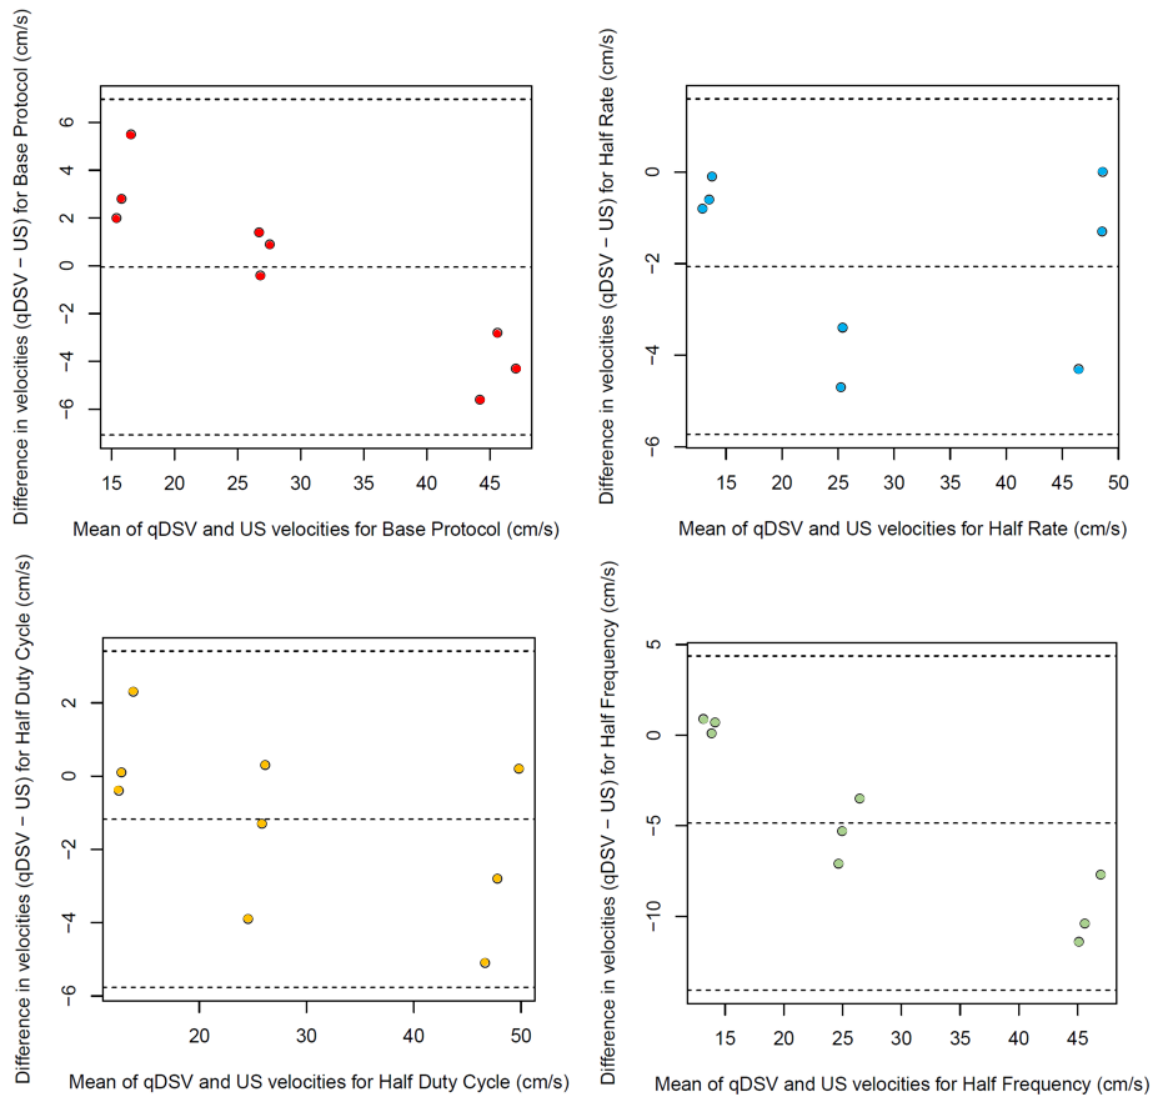 Difference in velocities (qDSV − US) for Base Protocol (cm/s)
6
4
2
0
−2
−4
−6
15 20 25 30 35 40 45
Mean of qDSV and US velocities for Base Protocol (cm/s)
Difference in velocities (qDSV − US) for Half Rate (cm/s)
0
−2
−4
−6
15 20 25 30 35 40 45 50
Mean of qDSV and US velocities for Half Rate (cm/s)
Difference in velocities (qDSV − US) for Half Duty Cycle (cm/s)
2
0
−2
−4
−6
20 30 40 50
Mean of qDSV and US velocities for Half Duty Cycle (cm/s)
Difference in velocities (qDSV − US) for Half Frequency (cm/s)
5
0
−5
−10
15 20 25 30 35 40 45
Mean of qDSV and US velocities for Half Frequency (cm/s)